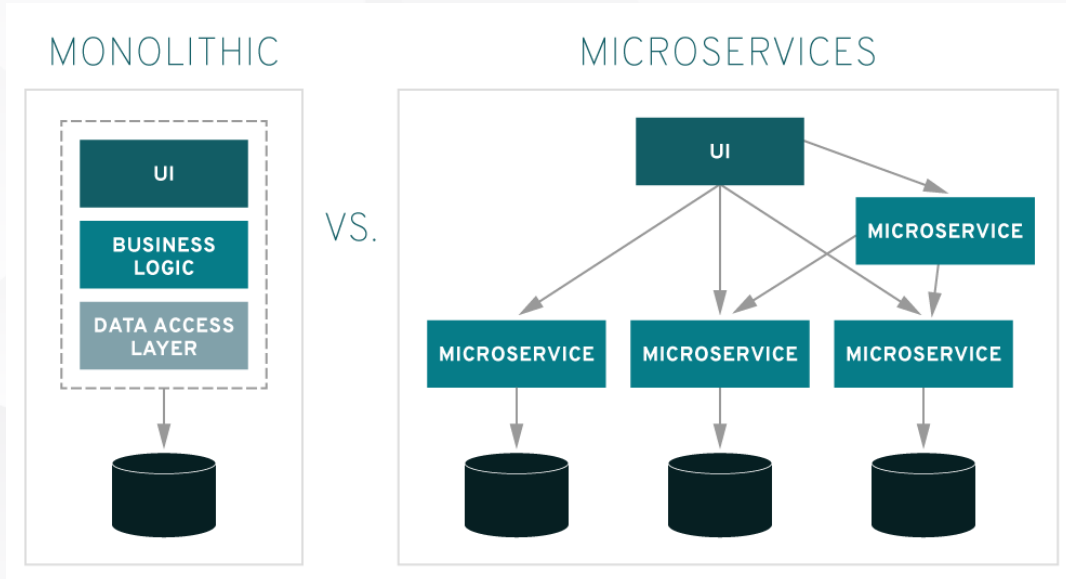 MONOLITHIC
UI
BUSINESS
LOGIC
DATA ACCESS
LAYER
VS.
MICROSERVICES
UI
MICROSERVICE
MICROSERVICE
MICROSERVICE
MICROSERVICE